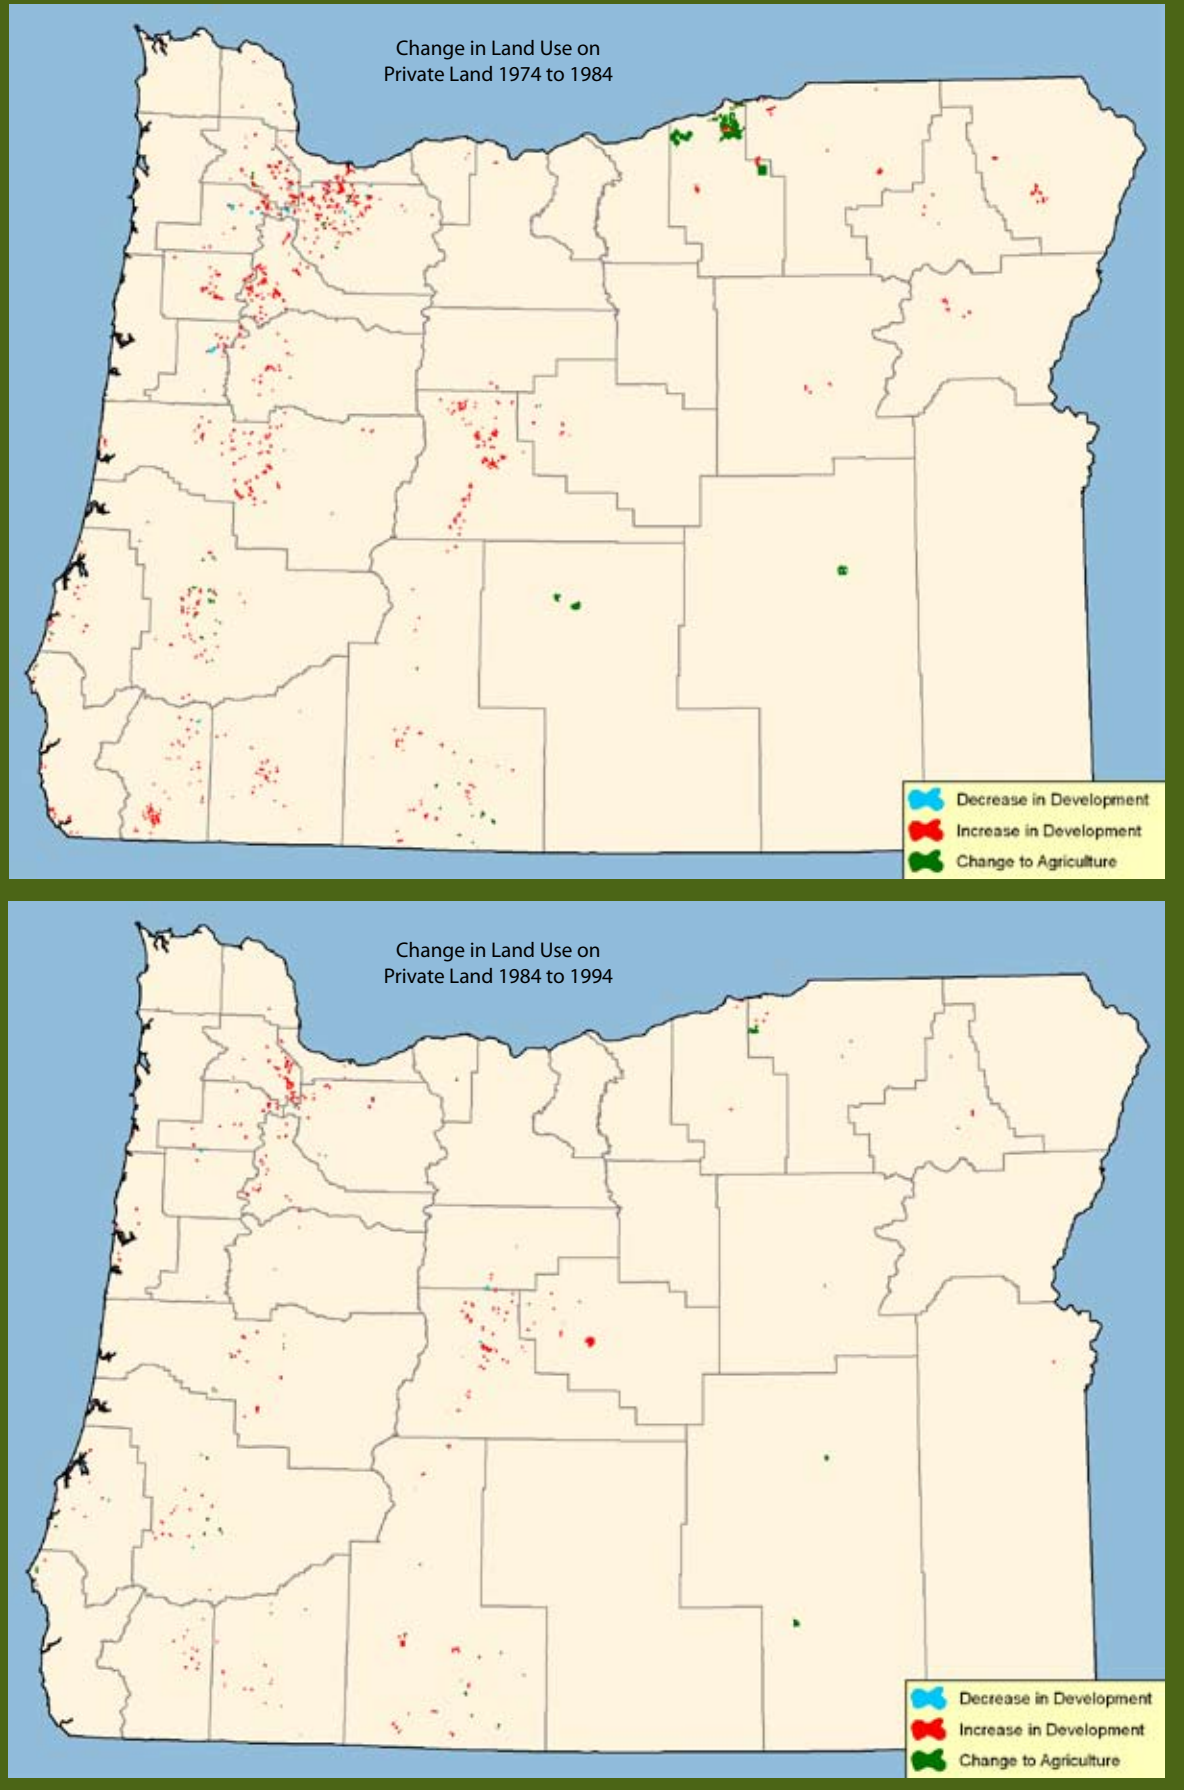 Change in Land Use on
Private Land 1974 to 1984
Decrease in Development
Increase in Development
Change to Agriculture
Change in Land Use on
Private Land 1984 to 1994
Decrease in Development
Increase in Development
Change to Agriculture